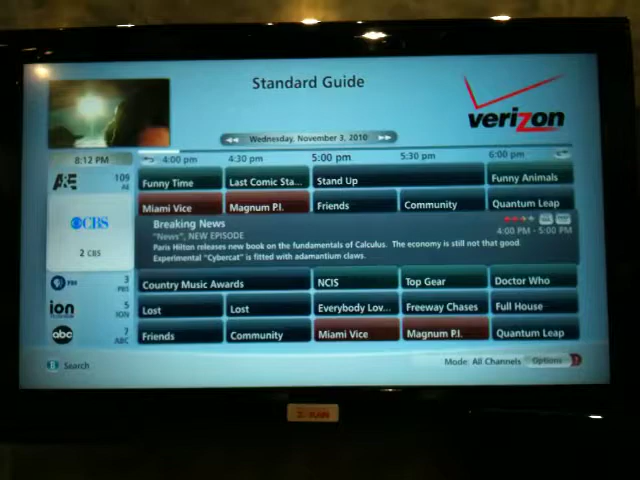 Standard Guide
verizon
Wednesday, November 3, 2010
8:12 PM 4:00 pm 4:30 pm 5:00 pm 5:30 pm 6:00 pm
A&E 109 AE Funny Time Last Comic Sta... Stand Up Funny Animals
Miami Vice Magnum P.I. Friends Community Quantum Leap
CBS
2 CBS
Breaking News
"News", NEW EPISODE
4:00 PM - 5:00 PM
Paris Hilton releases new book on the fundamentals of Calculus. The economy is still not that good.
Experimental "Cybercat" is fitted with adamantium claws.
PBS 3 PBS Country Music Awards NCIS Top Gear Doctor Who
ion 5 ION Lost Lost Everybody Lov... Freeway Chases Full House
abc 7 ABC Friends Community Miami Vice Magnum P.I. Quantum Leap
B Search
Mode: All Channels Options